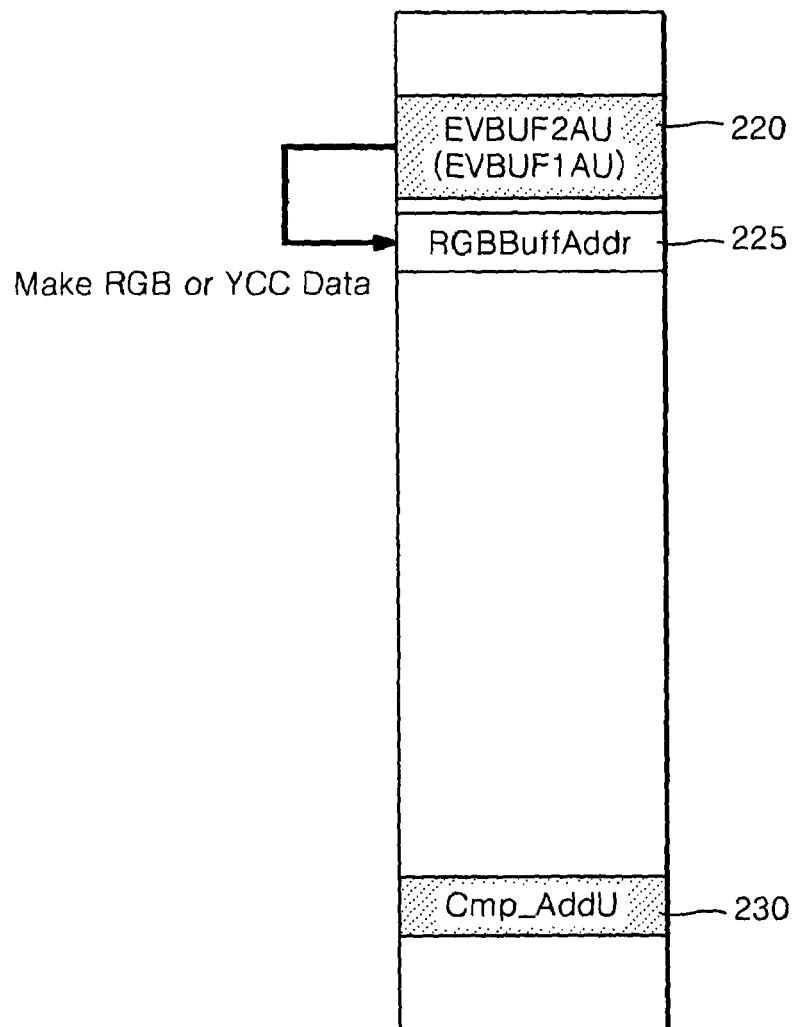 EVBUF2AU
(EVBUF1AU)
220
RGBBuffAddr
225
Make RGB or YCC Data
Cmp_AddU
230